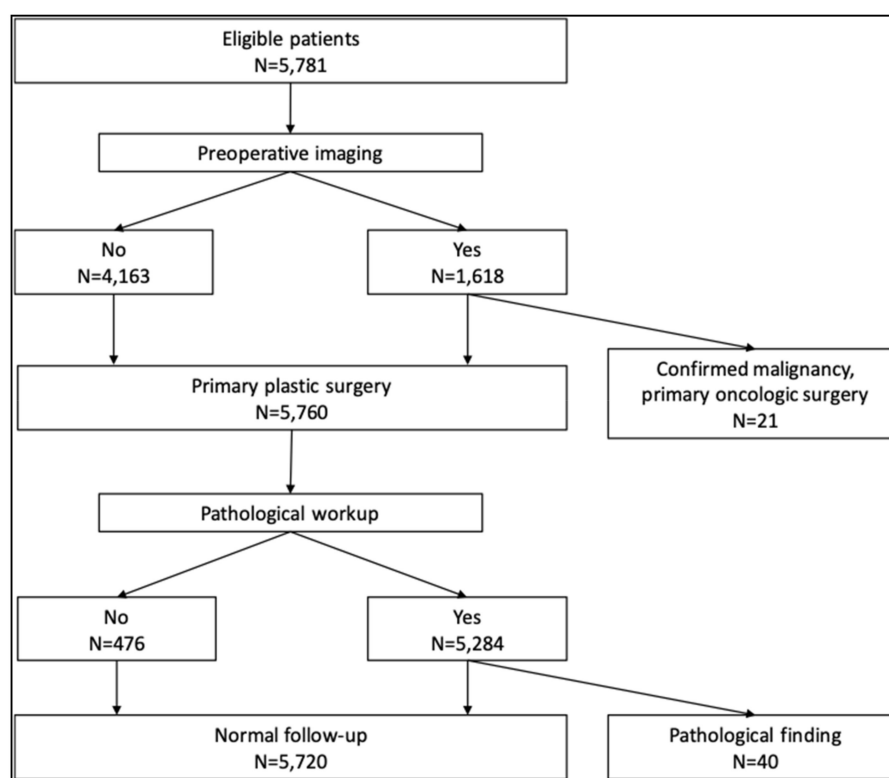 Eligible patients
N=5,781
Preoperative imaging
No
N=4,163
Yes
N=1,618
Confirmed malignancy,
primary oncologic surgery
N=21
Primary plastic surgery
N=5,760
Pathological workup
No
N=476
Yes
N=5,284
Normal follow-up
N=5,720
Pathological finding
N=40